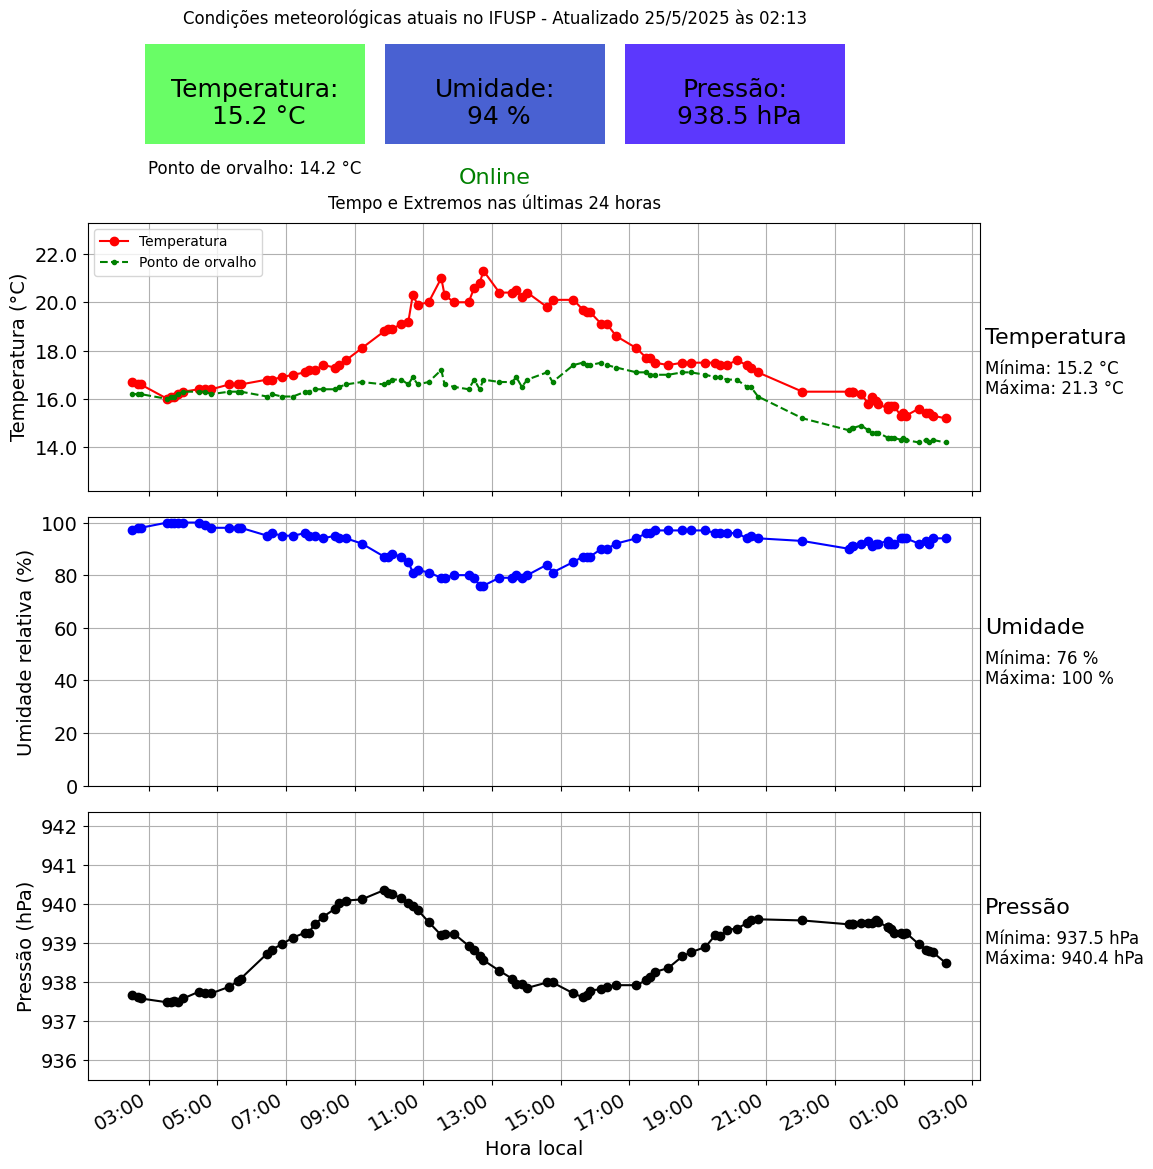 Condições meteorológicas atuais no IFUSP - Atualizado 25/5/2025 às 02:13
Temperatura:
15.2 °C
Umidade:
94 %
Pressão:
938.5 hPa
Ponto de orvalho: 14.2 °C
Online
Tempo e Extremos nas últimas 24 horas
Temperatura
Ponto de orvalho
Temperatura (°C)
22.0
20.0
18.0
16.0
14.0
Temperatura
Mínima: 15.2 °C
Máxima: 21.3 °C
Umidade relativa (%)
100
80
60
40
20
0
Umidade
Mínima: 76 %
Máxima: 100 %
Pressão (hPa)
942
941
940
939
938
937
936
Pressão
Mínima: 937.5 hPa
Máxima: 940.4 hPa
03:00 05:00 07:00 09:00 11:00 13:00 15:00 17:00 19:00 21:00 23:00 01:00 03:00
Hora local